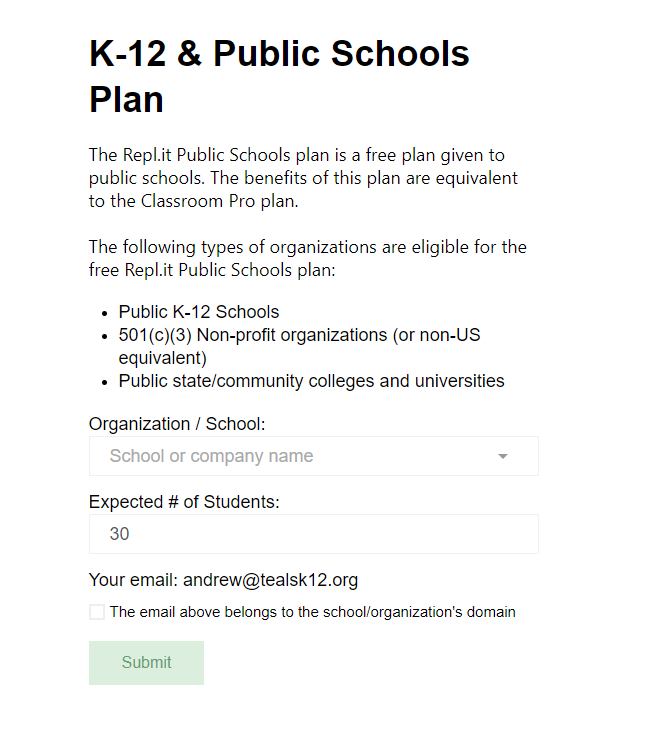 K-12 & Public Schools
Plan
The Repl.it Public Schools plan is a free plan given to
public schools. The benefits of this plan are equivalent
to the Classroom Pro plan.
The following types of organizations are eligible for the
free Repl.it Public Schools plan:
• Public K-12 Schools
• 501(c)(3) Non-profit organizations (or non-US
equivalent)
• Public state/community colleges and universities
Organization / School:
School or company name
Expected # of Students:
30
Your email: andrew@tealsk12.org
The email above belongs to the school/organization's domain
Submit